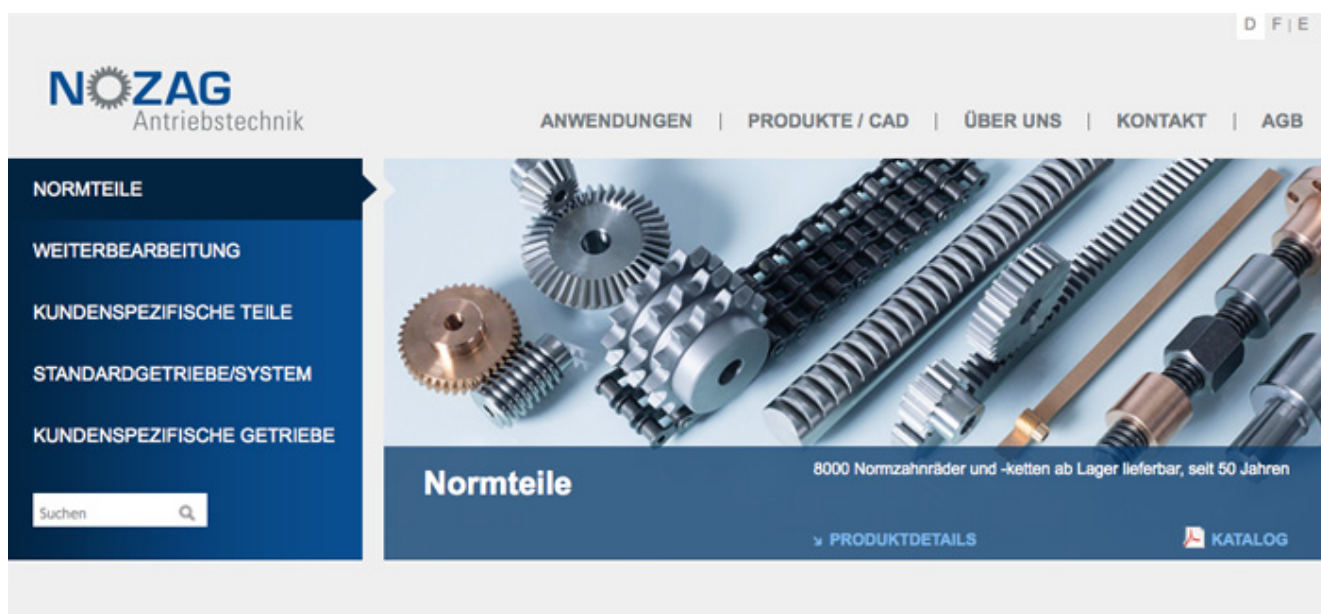 D F | E
NOZAG
Antriebstechnik
ANWENDUNGEN | PRODUKTE / CAD | ÜBER UNS | KONTAKT | AGB
NORMTEILE
WEITERBEARBEITUNG
KUNDENSPEZIFISCHE TEILE
STANDARDGETRIEBE/SYSTEM
KUNDENSPEZIFISCHE GETRIEBE
Suchen
Normteile
8000 Normzahnräder und -ketten ab Lager lieferbar, seit 50 Jahren
PRODUKTDETAILS
KATALOG